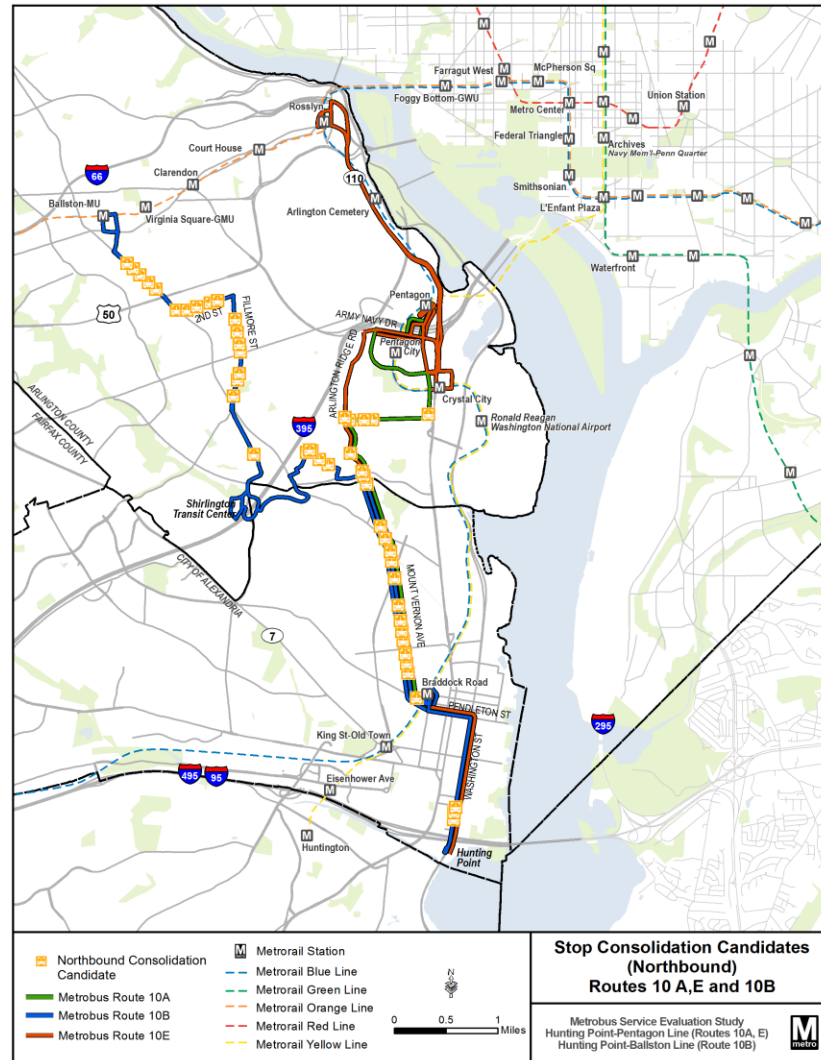 McPherson Sq
Farragut West
Union Station
Foggy Bottom-GWU
Metro Center
Rosslyn
Federal Triangle
Archives
Navy Mem'l-Penn Quarter
Court House
110
Clarendon
66
Smithsonian
Ballston-MU
L'Enfant Plaza
Virginia Square-GMU
Arlington Cemetery
Waterfront
Pentagon
50
2ND ST
FILLMORE ST
ARMY NAVY DR
Pentagon
City
ARLINGTON RIDGE RD
Crystal City
ARLINGTON COUNTY
FAIRFAX COUNTY
395
Ronald Reagan
Washington National Airport
Shirlington
Transit Center
CITY OF ALEXANDRIA
MOUNT VERNON AVE
7
Braddock Road
PENDLETON ST
King St-Old Town
295
WASHINGTON ST
495
95
Eisenhower Ave
Huntington
Hunting
Point
Northbound Consolidation
Candidate
Metrobus Route 10A
Metrobus Route 10B
Metrobus Route 10E
M Metrorail Station
Metrorail Blue Line
Metrorail Green Line
Metrorail Orange Line
Metrorail Red Line
Metrorail Yellow Line
N
0 0.5 1
Miles
Stop Consolidation Candidates
(Northbound)
Routes 10 A,E and 10B
Metrobus Service Evaluation Study
Hunting Point-Pentagon Line (Routes 10A, E)
Hunting Point-Ballston Line (Route 10B)
M
metro